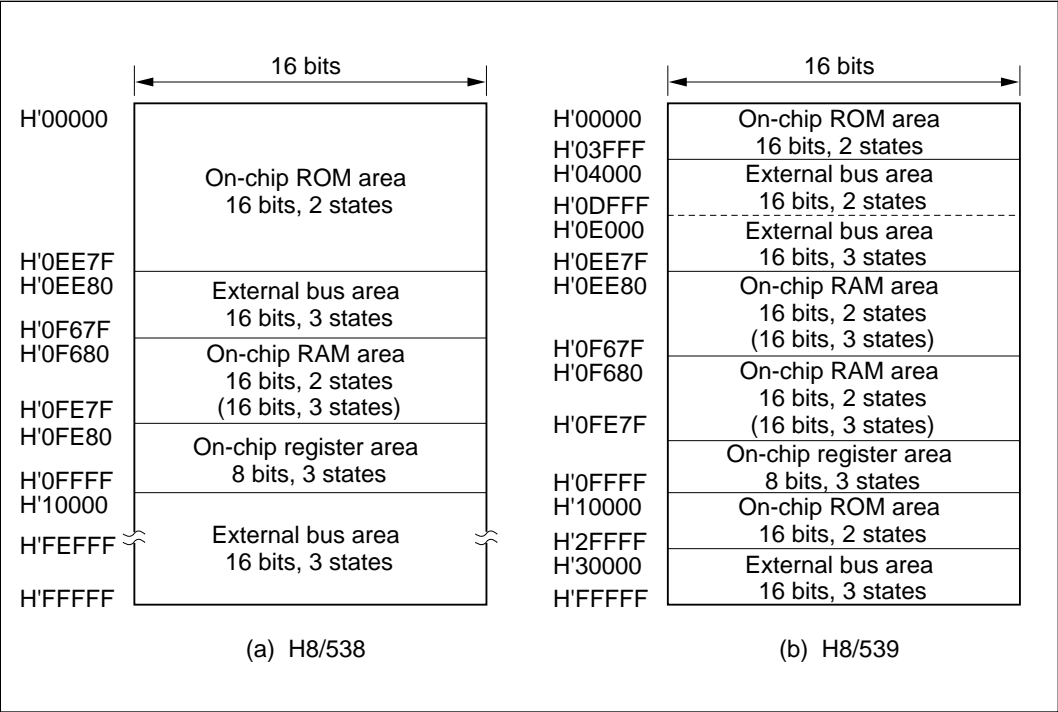 16 bits
H'00000
On-chip ROM area
16 bits, 2 states
H'0EE7F
H'0EE80
External bus area
16 bits, 3 states
H'0F67F
H'0F680
On-chip RAM area
16 bits, 2 states
(16 bits, 3 states)
H'0FE7F
H'0FE80
On-chip register area
8 bits, 3 states
H'0FFFF
H'10000
External bus area
16 bits, 3 states
H'FEFFF
H'FFFFF
(a) H8/538
16 bits
H'00000
On-chip ROM area
16 bits, 2 states
H'03FFF
H'04000
External bus area
16 bits, 2 states
H'0DFFF
H'0E000
External bus area
16 bits, 3 states
H'0EE7F
H'0EE80
On-chip RAM area
16 bits, 2 states
(16 bits, 3 states)
H'0F67F
H'0F680
On-chip RAM area
16 bits, 2 states
(16 bits, 3 states)
H'0FE7F
On-chip register area
8 bits, 3 states
H'0FFFF
H'10000
On-chip ROM area
16 bits, 2 states
H'2FFFF
H'30000
External bus area
16 bits, 3 states
H'FFFFF
(b) H8/539